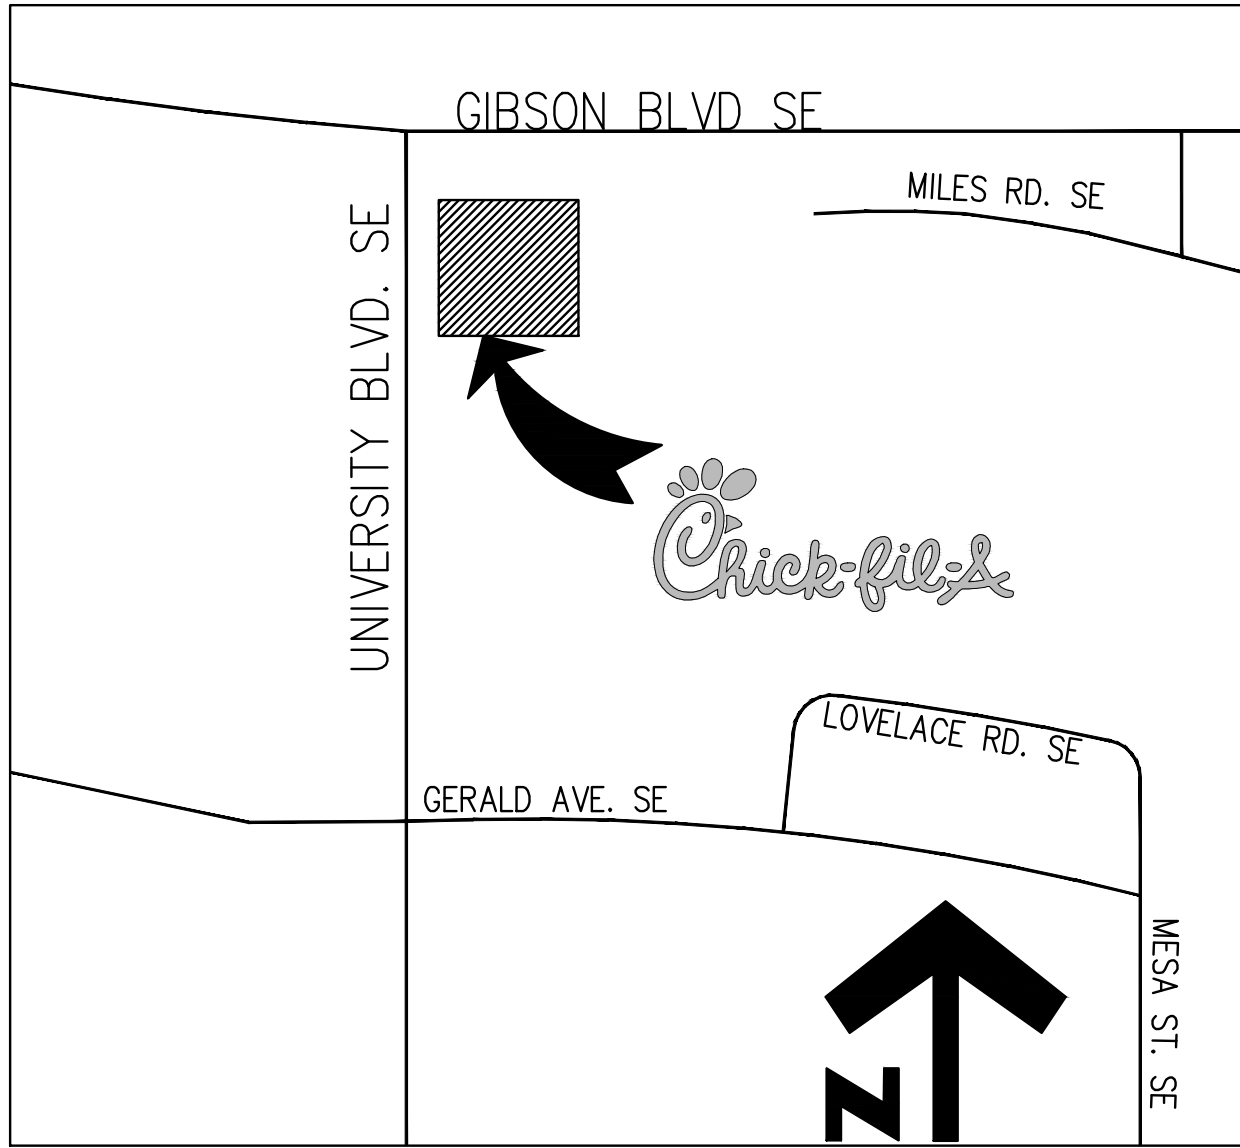 GIBSON BLVD SE
MILES RD. SE
UNIVERSITY BLVD. SE
Chick-fil-A
LOVELACE RD. SE
GERALD AVE. SE
MESA ST. SE
N